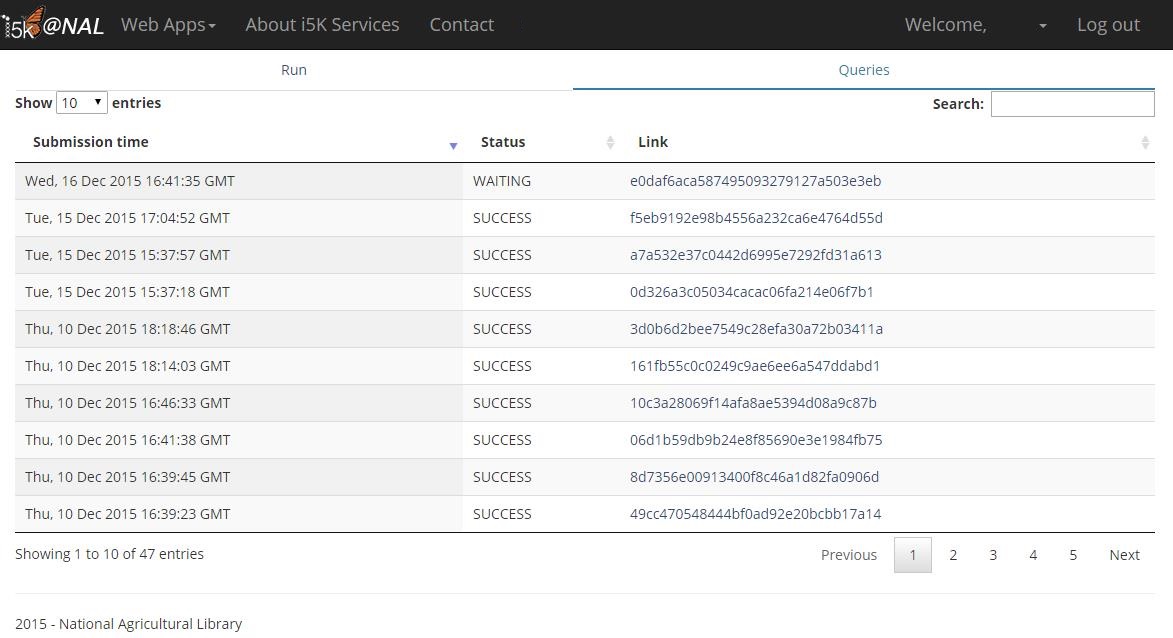 i5K@NAL Web Apps About i5K Services Contact Welcome, Log out
Run Queries
Show 10 entries Search:
Submission time Status Link
Wed, 16 Dec 2015 16:41:35 GMT WAITING e0daf6aca587495093279127a503e3eb
Tue, 15 Dec 2015 17:04:52 GMT SUCCESS f5eb9192e98b4556a232ca6e4764d55d
Tue, 15 Dec 2015 15:37:57 GMT SUCCESS a7a532e37c0442d6995e7292fd31a613
Tue, 15 Dec 2015 15:37:18 GMT SUCCESS 0d326a3c05034cacac06fa214e06f7b1
Thu, 10 Dec 2015 18:18:46 GMT SUCCESS 3d0b6d2bee7549c28efa30a72b03411a
Thu, 10 Dec 2015 18:14:03 GMT SUCCESS 161fb55c0c0249c9ae6ee6a547ddabd1
Thu, 10 Dec 2015 16:46:33 GMT SUCCESS 10c3a28069f14afa8ae5394d08a9c87b
Thu, 10 Dec 2015 16:41:38 GMT SUCCESS 06d1b59db9b24e8f85690e3e1984fb75
Thu, 10 Dec 2015 16:39:45 GMT SUCCESS 8d7356e00913400f8c46a1d82fa0906d
Thu, 10 Dec 2015 16:39:23 GMT SUCCESS 49cc470548444bf0ad92e20bcbb17a14
Showing 1 to 10 of 47 entries Previous 1 2 3 4 5 Next
2015 - National Agricultural Library